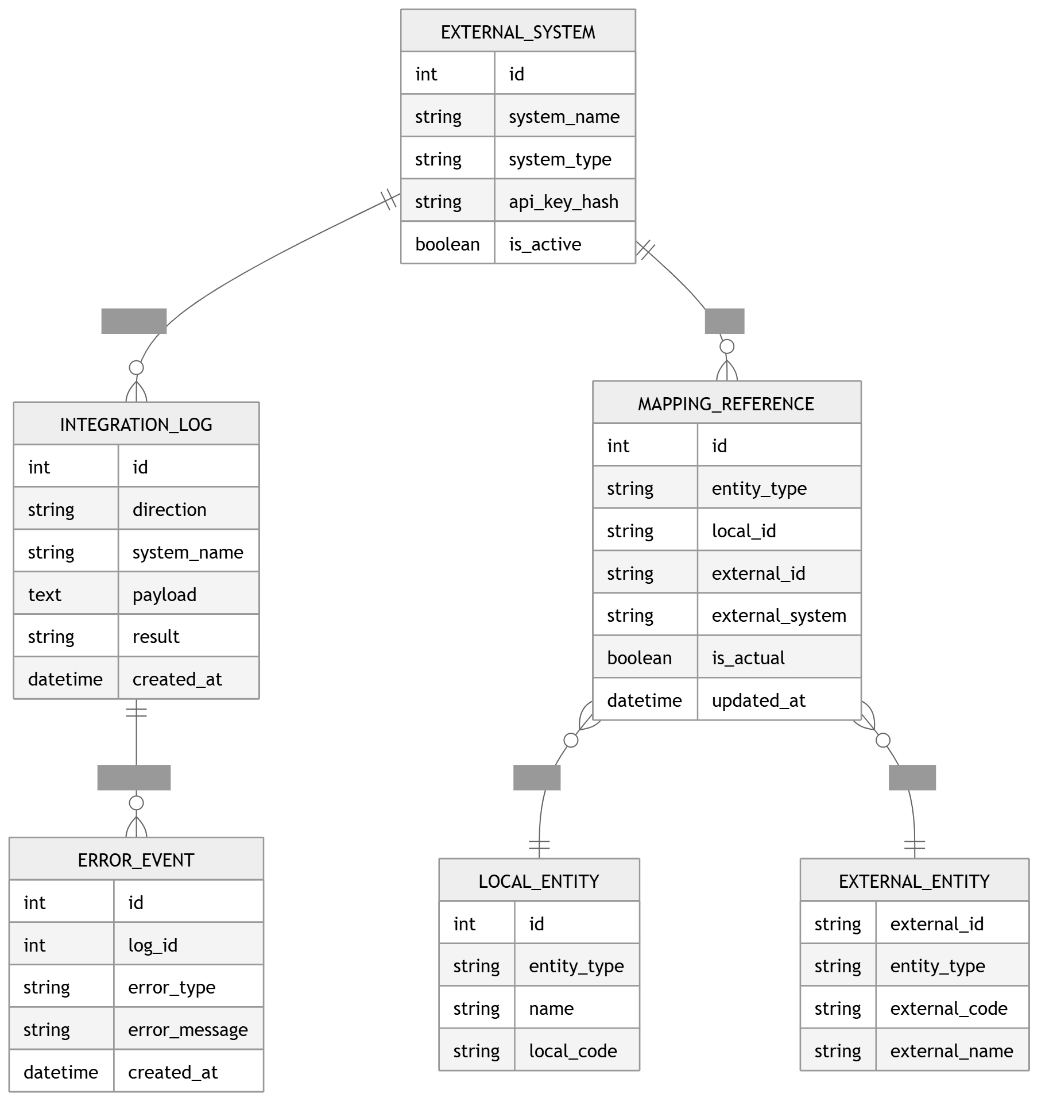 EXTERNAL_SYSTEM
int id
string system_name
string system_type
string api_key_hash
boolean is_active
INTEGRATION_LOG
int id
string direction
string system_name
text payload
string result
datetime created_at
MAPPING_REFERENCE
int id
string entity_type
string local_id
string external_id
string external_system
boolean is_actual
datetime updated_at
ERROR_EVENT
int id
int log_id
string error_type
string error_message
datetime created_at
LOCAL_ENTITY
int id
string entity_type
string name
string local_code
EXTERNAL_ENTITY
string external_id
string entity_type
string external_code
string external_name